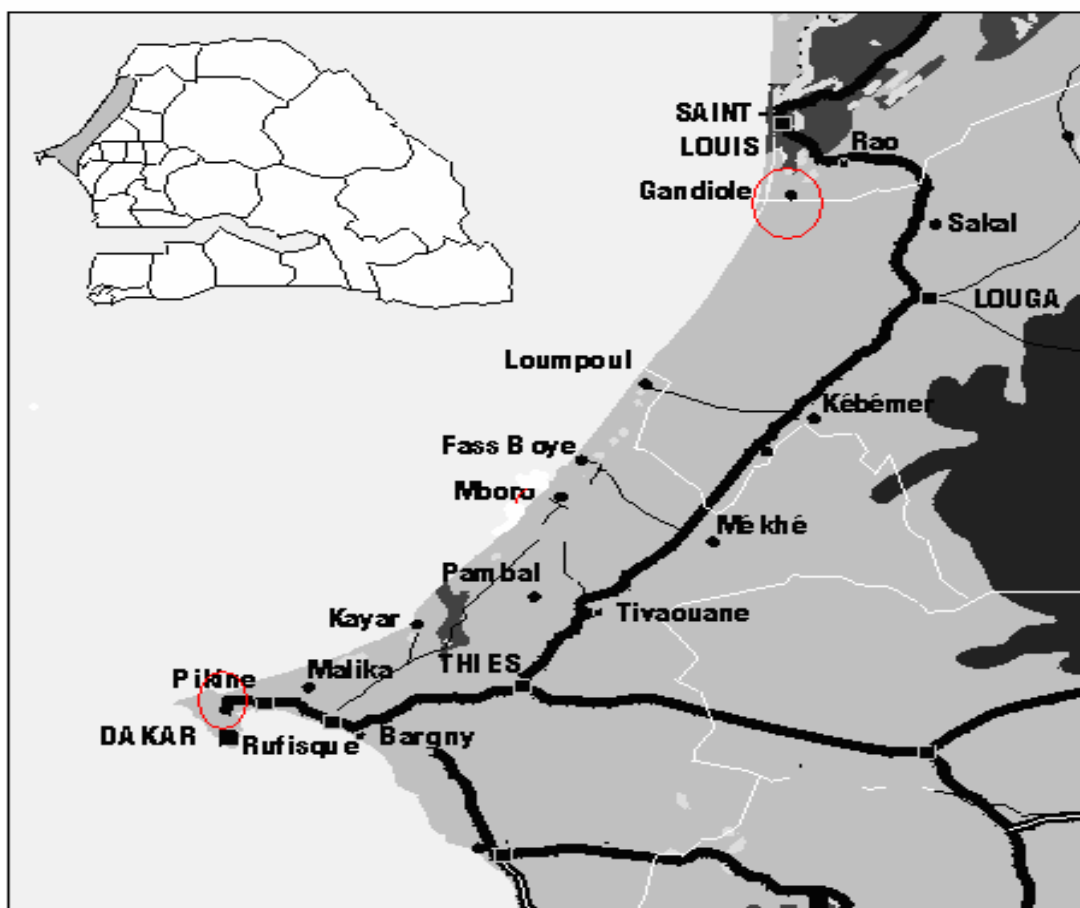 SAINT
LOUIS
Rao
Gandiole
Sakal
LOUGA
Loumpoul
Kébémer
Fass Boye
Mboro
Mékhé
Pambal
Kayar
Tivaouane
THIES
Malika
Pikine
DAKAR
Rufisque
Bargny